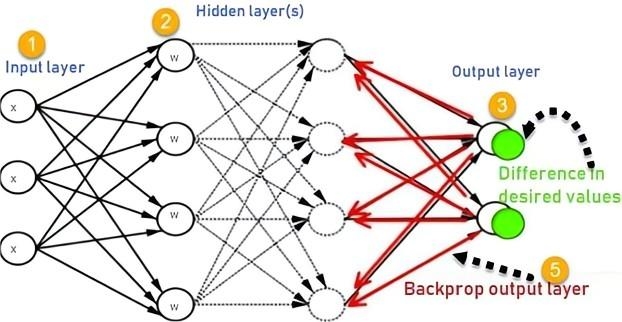 Hidden layer(s)
1
2
Input layer
Output layer
3
x
x
x
w
w
w
w
Difference in
desired values
5
Backprop output layer